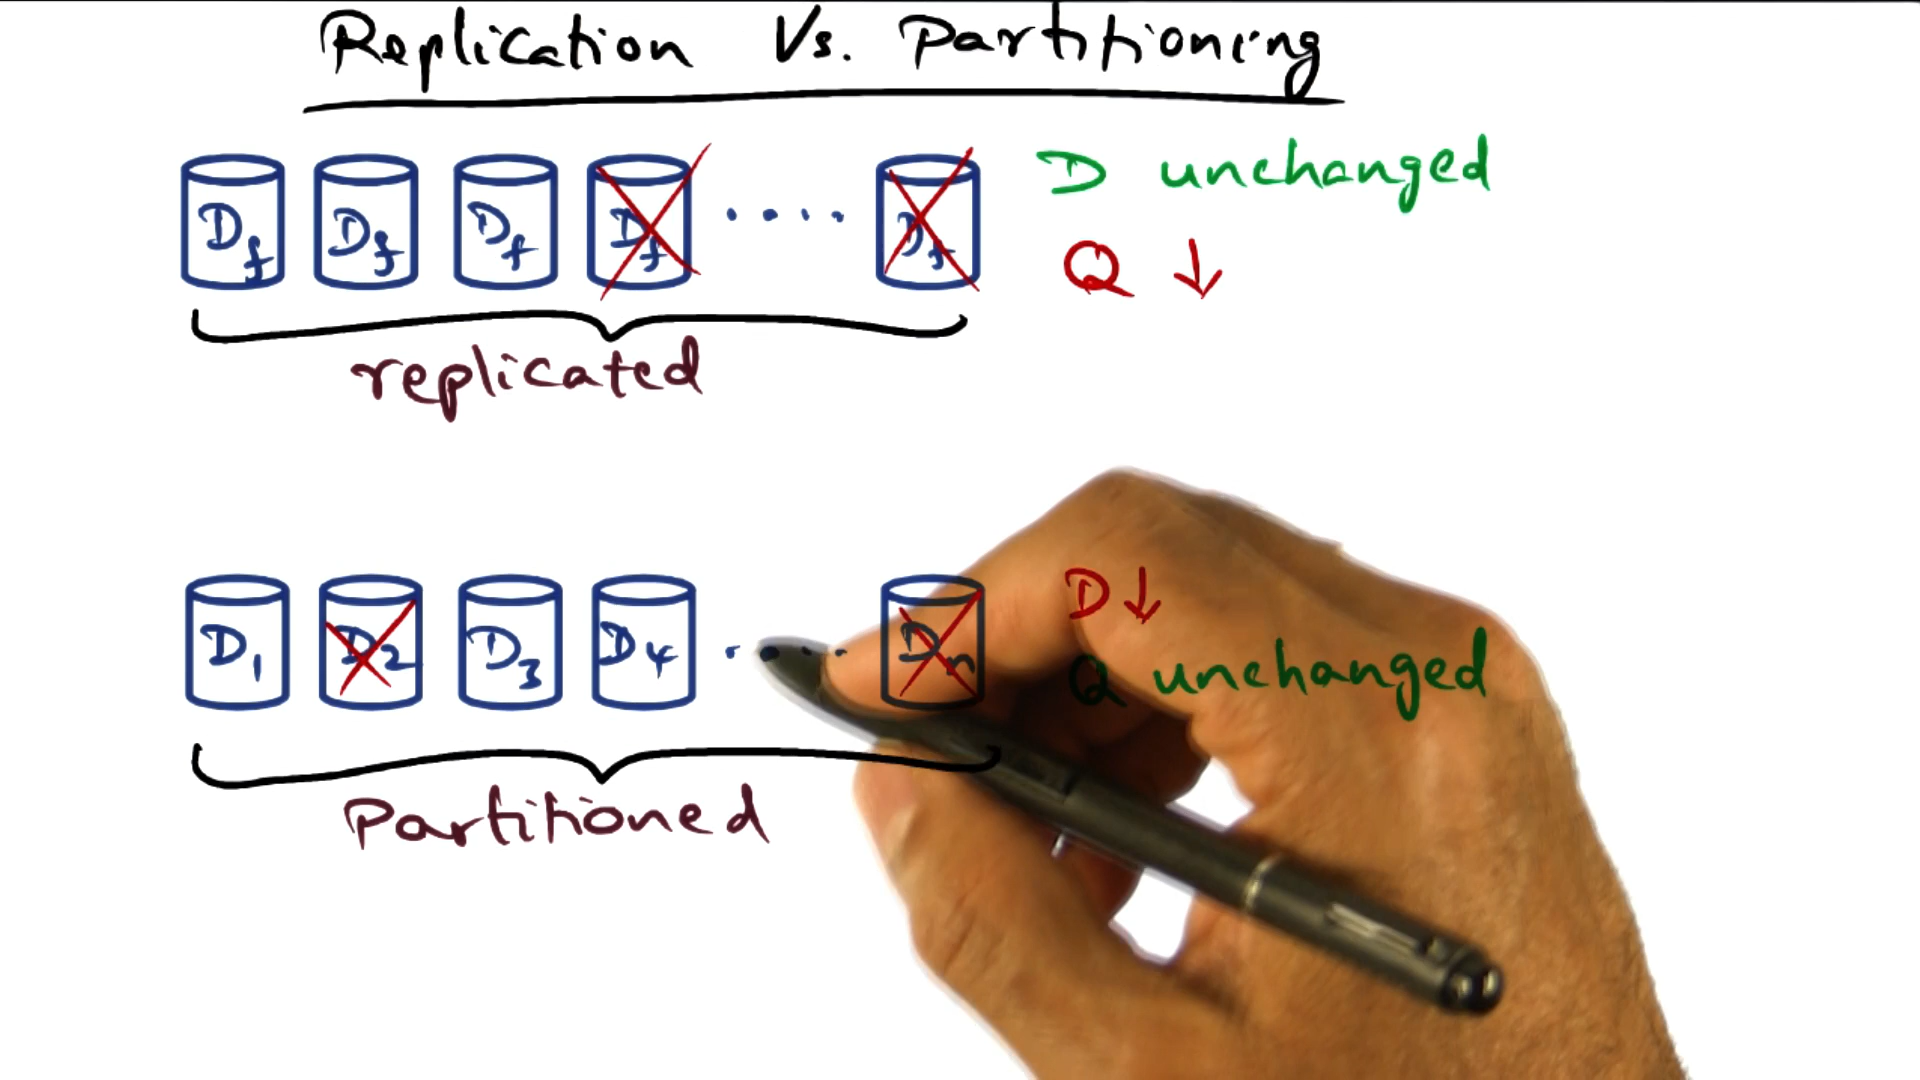 Replication Vs. Partitioning
Df Df Df Df .... Df
D unchanged
Q ↓
replicated
D1 D2 D3 D4 .... Dn
D↓
Q unchanged
Partitioned